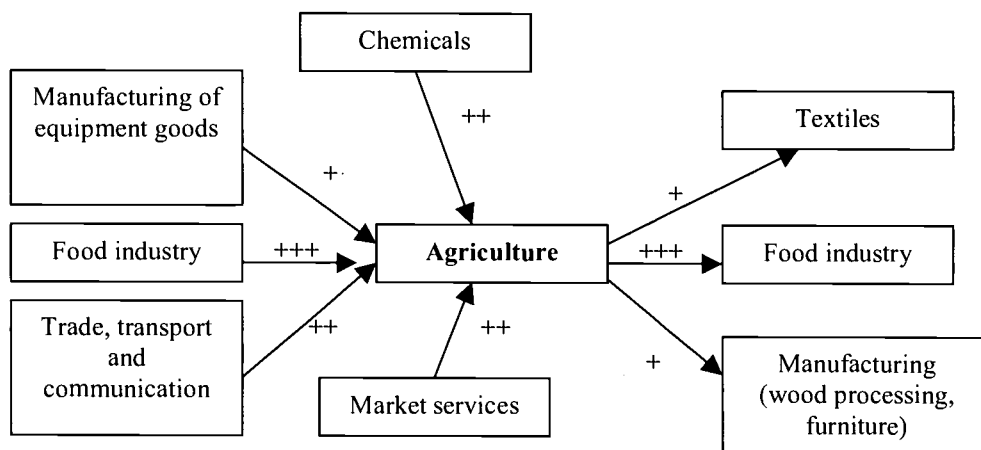 Chemicals
Manufacturing of
equipment goods
++
Textiles
+
+
Food industry
+++
Agriculture
+++
Food industry
Trade, transport
and
communication
++
++
+
Market services
Manufacturing
(wood processing,
furniture)